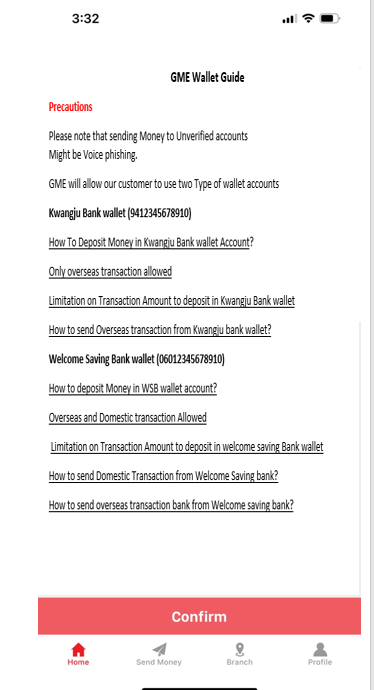 3:32
GME Wallet Guide
Precautions
Please note that sending Money to Unverified accounts
Might be Voice phishing.
GME will allow our customer to use two Type of wallet accounts
Kwangju Bank wallet (9412345678910)
How To Deposit Money in Kwangju Bank wallet Account?
Only overseas transaction allowed
Limitation on Transaction Amount to deposit in Kwangju Bank wallet
How to send Overseas transaction from Kwangju bank wallet?
Welcome Saving Bank wallet (06012345678910)
How to deposit Money in WSB wallet account?
Overseas and Domestic transaction Allowed
Limitation on Transaction Amount to deposit in welcome saving Bank wallet
How to send Domestic Transaction from Welcome Saving bank?
How to send overseas transaction bank from Welcome saving bank?
Confirm
Home Send Money Branch Profile